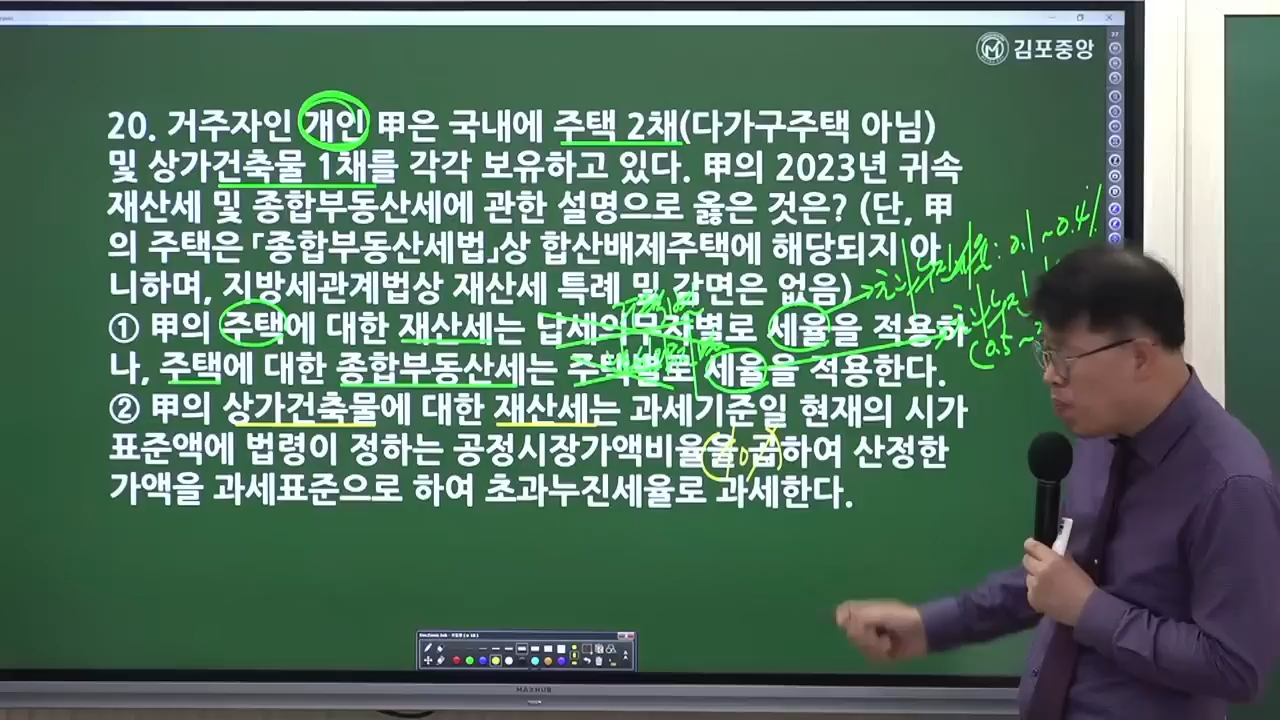 김포중앙
20. 거주자인 개인 甲은 국내에 주택 2채(다가구주택 아님)
및 상가건축물 1채를 각각 보유하고 있다. 甲의 2023년 귀속
재산세 및 종합부동산세에 관한 설명으로 옳은 것은? (단, 甲
의 주택은 「종합부동산세법」상 합산배제주택에 해당되지 아
니하며, 지방세관계법상 재산세 특례 및 감면은 없음)
① 甲의 주택에 대한 재산세는 납세의무자별로 세율을 적용하
나, 주택에 대한 종합부동산세는 주택별로 세율을 적용한다.
② 甲의 상가건축물에 대한 재산세는 과세기준일 현재의 시가
표준액에 법령이 정하는 공정시장가액비율을 곱하여 산정한
가액을 과세표준으로 하여 초과누진세율로 과세한다.
초과누진세율: 0.1~0.4%
(0.5~
MAXHUB